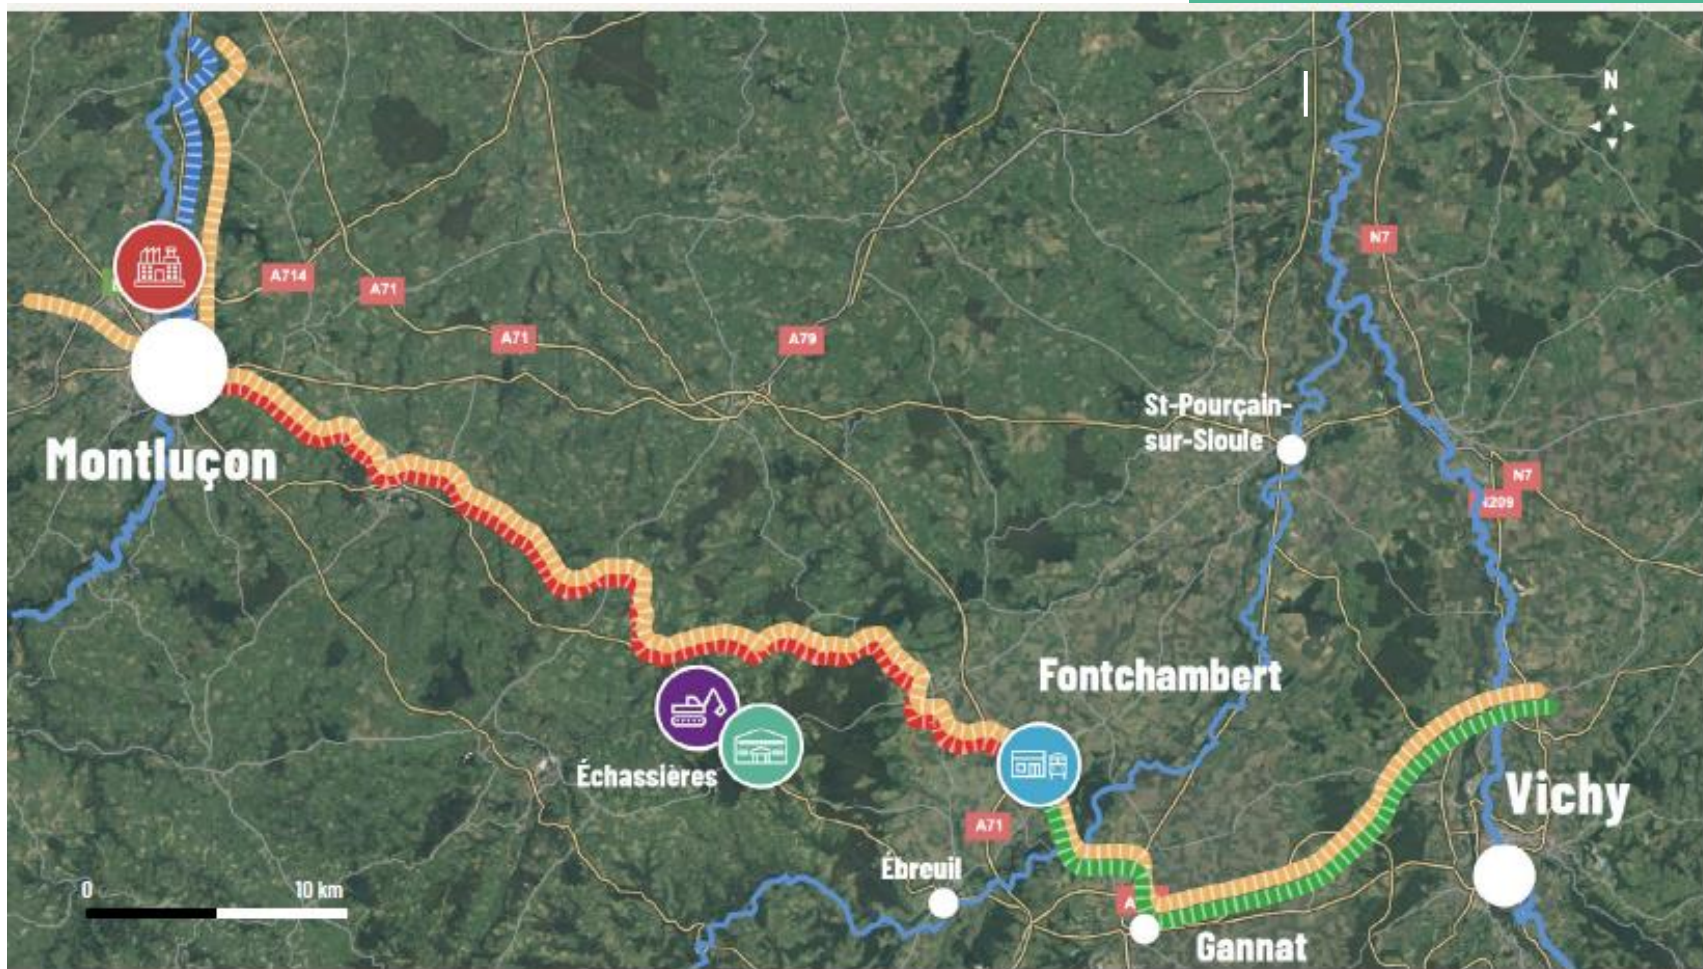 N
N7
A714
A71
A71
A79
St-Pourçain-
sur-Sioule
Montluçon
N7
N209
Fontchambert
Échassières
Vichy
A71
Ébreuil
0
10 km
A
Gannat